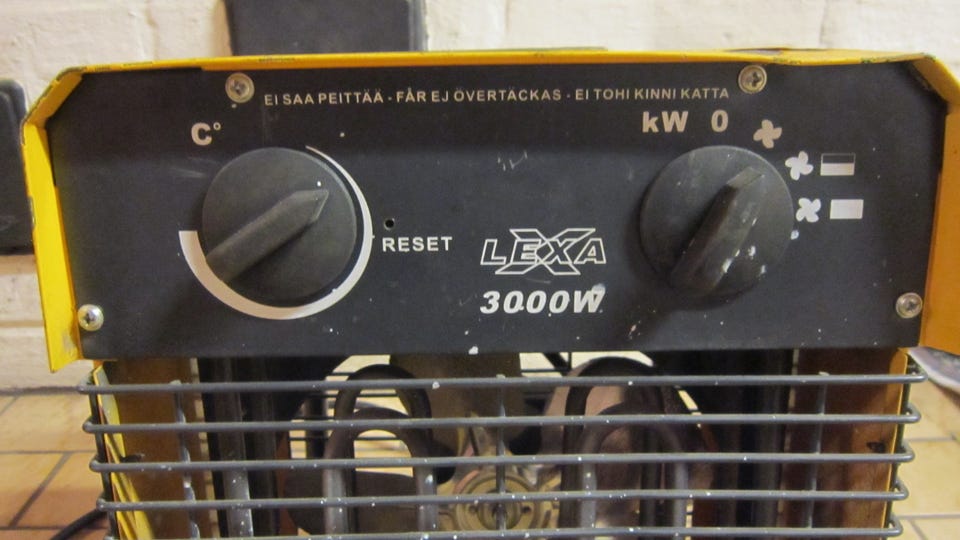 EI SAA PEITTÄÄ - FÅR EJ ÖVERTÄCKAS - EI TOHI KINNI KATTA
C°
kW 0
RESET
LEXA
3000W